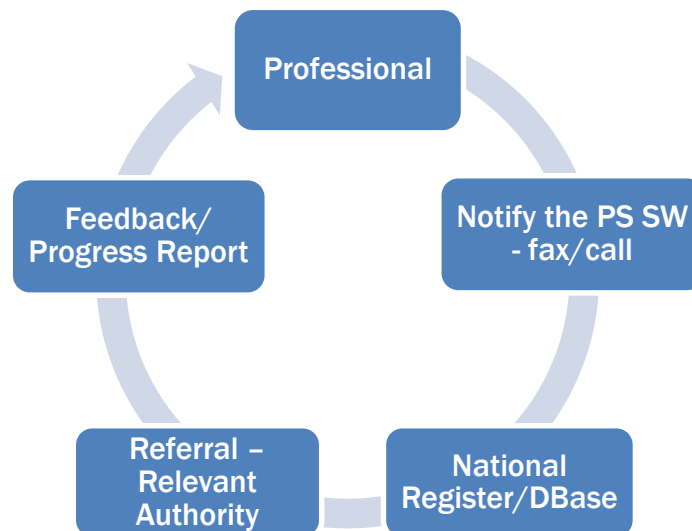 Professional
Notify the PS SW
- fax/call
National
Register/DBase
Referral –
Relevant
Authority
Feedback/
Progress Report